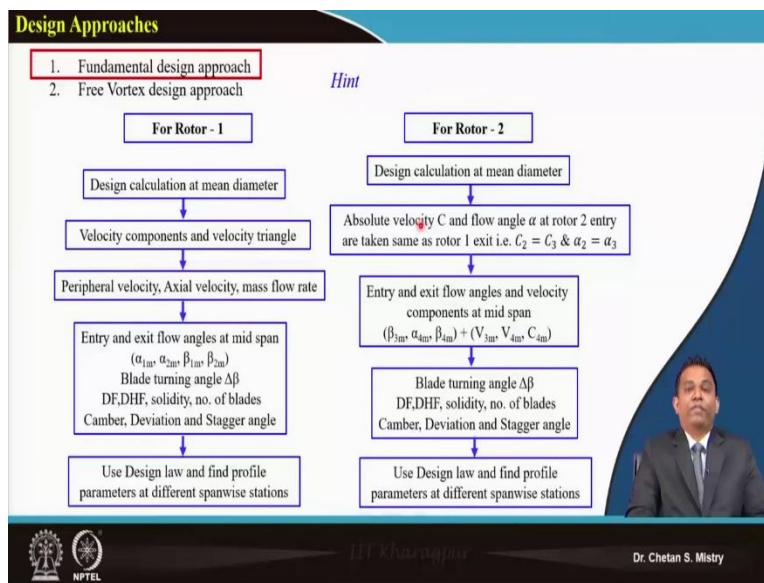 Design Approaches
1. Fundamental design approach
2. Free Vortex design approach
Hint
For Rotor - 1
Design calculation at mean diameter
Velocity components and velocity triangle
Peripheral velocity, Axial velocity, mass flow rate
Entry and exit flow angles at mid span
(α1m, α2m, β1m, β2m)
Blade turning angle Δβ
DF,DHF, solidity, no. of blades
Camber, Deviation and Stagger angle
Use Design law and find profile
parameters at different spanwise stations
For Rotor - 2
Design calculation at mean diameter
Absolute velocity C and flow angle α at rotor 2 entry
are taken same as rotor 1 exit i.e. C2 = C3 & α2 = α3
Entry and exit flow angles and velocity
components at mid span
(β3m, α4m, β4m) + (V3m, V4m, C4m)
Blade turning angle Δβ
DF,DHF, solidity, no. of blades
Camber, Deviation and Stagger angle
Use Design law and find profile
parameters at different spanwise stations
NPTEL
IIT Kharagpur
Dr. Chetan S. Mistry